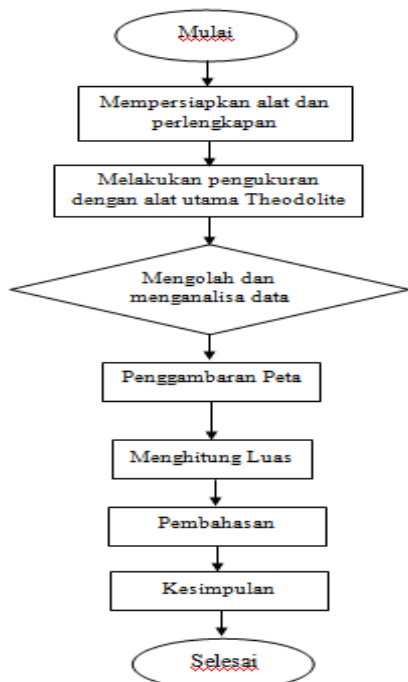 Mulai
Mempersiapkan alat dan
perlengkapan
Melakukan pengukuran
dengan alat utama Theodolite
Mengolah dan
menganalisa data
Penggambaran Peta
Menghitung Luas
Pembahasan
Kesimpulan
Selesai